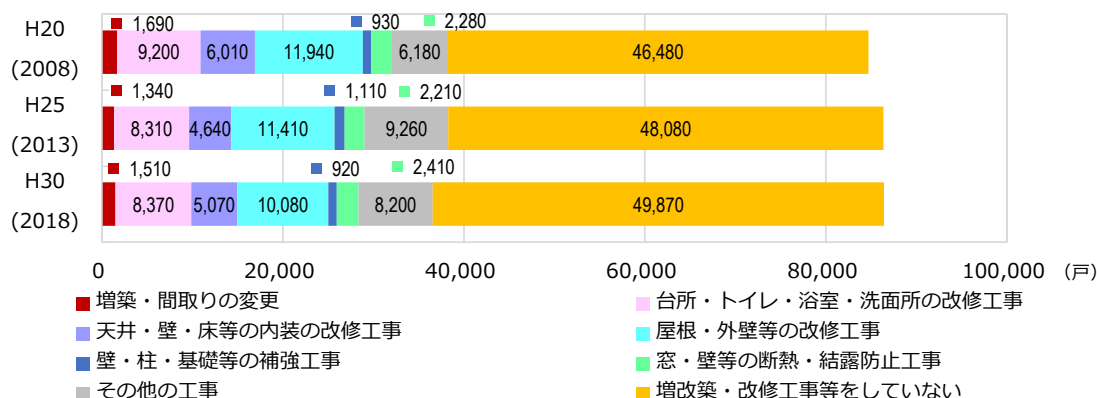 H20
(2008)
1,690
930
2,280
9,200
6,010
11,940
6,180
46,480
H25
(2013)
1,340
1,110
2,210
8,310
4,640
11,410
9,260
48,080
H30
(2018)
1,510
920
2,410
8,370
5,070
10,080
8,200
49,870
0
20,000
40,000
60,000
80,000
100,000
(戸)
増築・間取りの変更
台所・トイレ・浴室・洗面所の改修工事
天井・壁・床等の内装の改修工事
屋根・外壁等の改修工事
壁・柱・基礎等の補強工事
窓・壁等の断熱・結露防止工事
その他の工事
増改築・改修工事等をしていない